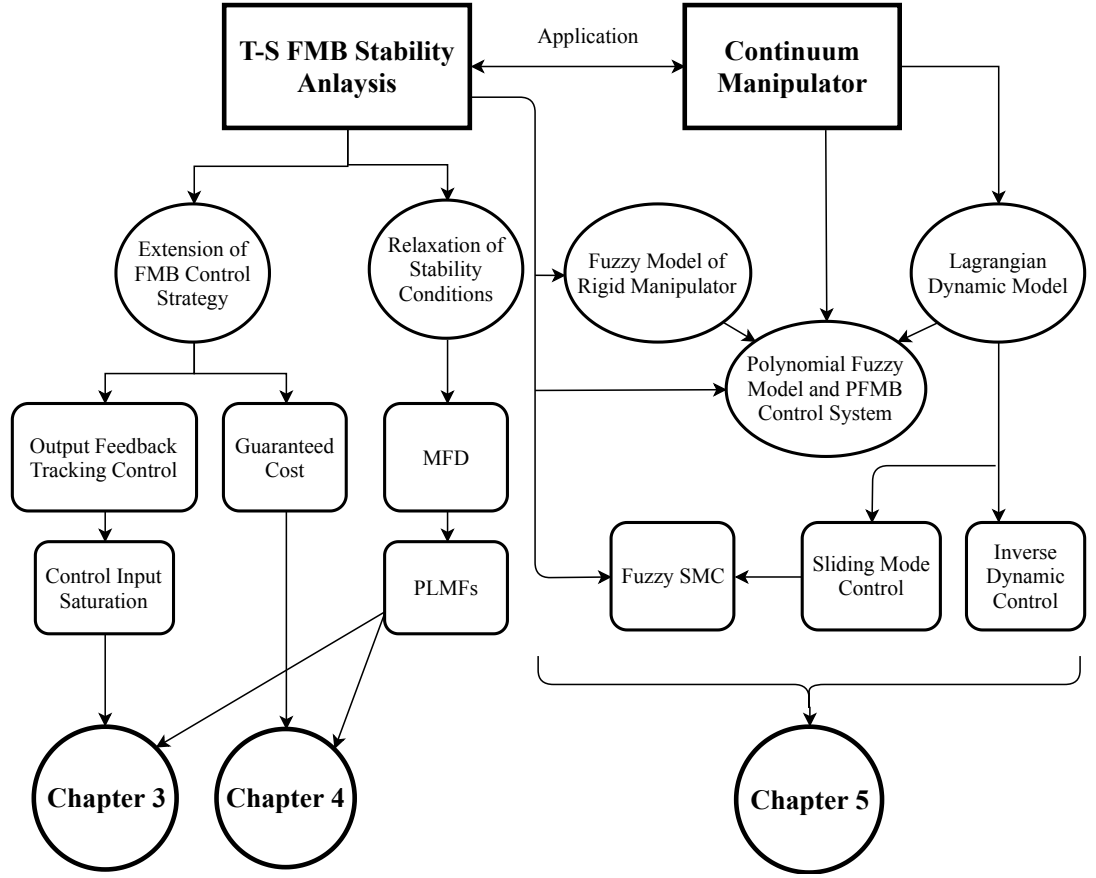 T-S FMB Stability
Anlaysis
Application
Continuum
Manipulator
Extension of
FMB Control
Strategy
Relaxation of
Stability
Conditions
Fuzzy Model of
Rigid Manipulator
Lagrangian
Dynamic Model
Polynomial Fuzzy
Model and PFMB
Control System
Output Feedback
Tracking Control
Guaranteed
Cost
MFD
Control Input
Saturation
PLMFs
Fuzzy SMC
Sliding Mode
Control
Inverse
Dynamic
Control
Chapter 3
Chapter 4
Chapter 5